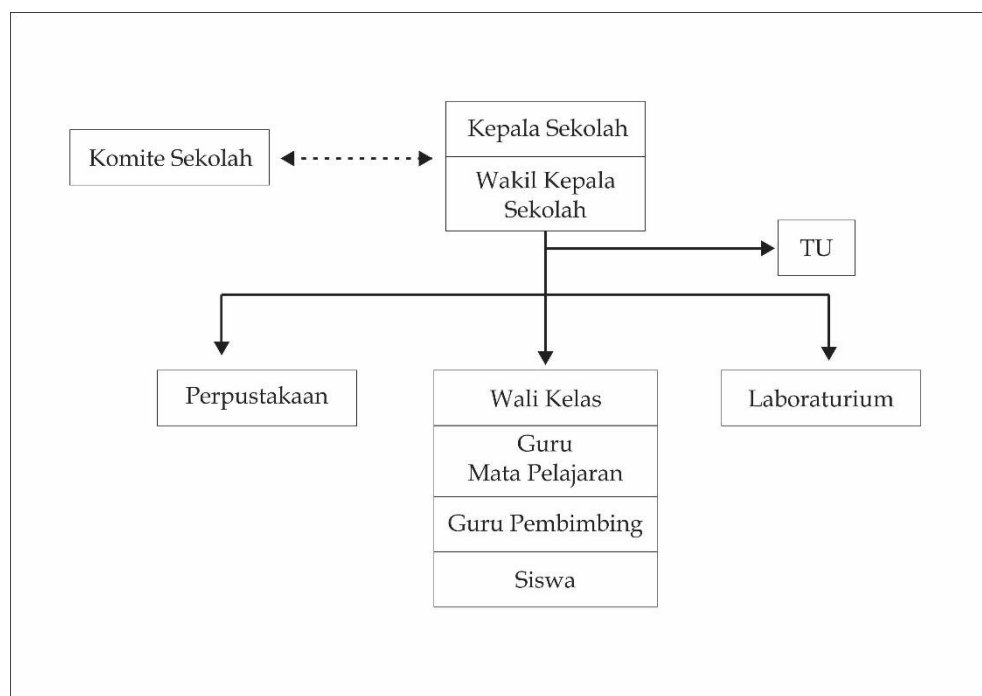 Kepala Sekolah
Komite Sekolah
Wakil Kepala
Sekolah
TU
Perpustakaan
Wali Kelas
Laboraturium
Guru
Mata Pelajaran
Guru Pembimbing
Siswa